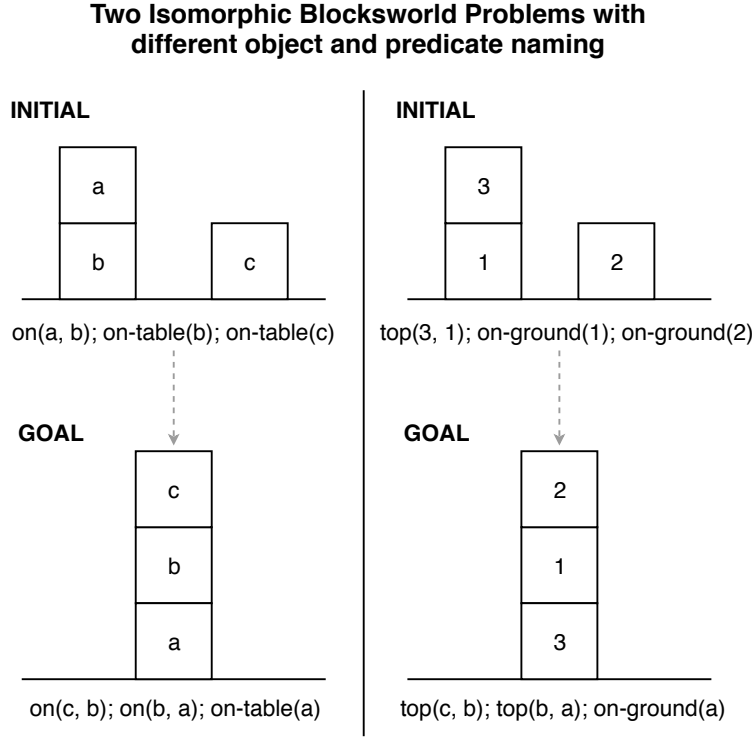 Two Isomorphic Blocksworld Problems with
different object and predicate naming
INITIAL
a
b
c
on(a, b); on-table(b); on-table(c)
GOAL
c
b
a
on(c, b); on(b, a); on-table(a)
INITIAL
3
1
2
top(3, 1); on-ground(1); on-ground(2)
GOAL
2
1
3
top(c, b); top(b, a); on-ground(a)